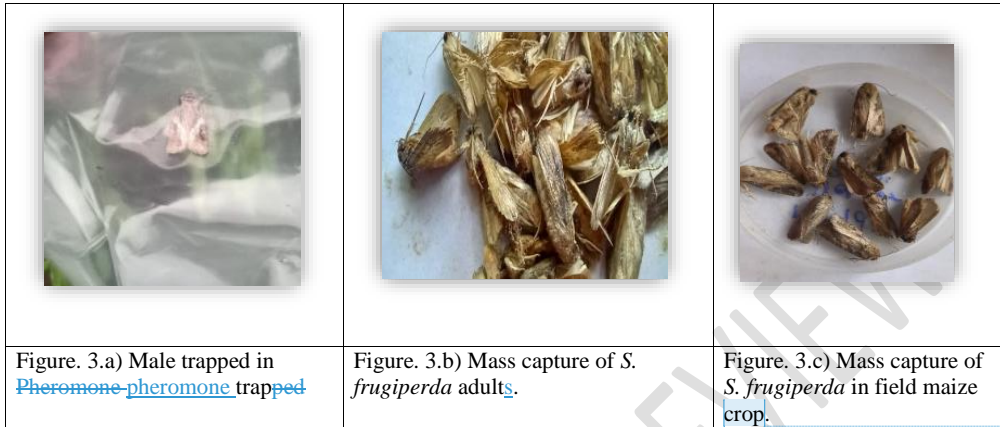 Figure. 3.a) Male trapped in
Pheromone pheromone trapped
Figure. 3.b) Mass capture of S.
frugiperda adults.
Figure. 3.c) Mass capture of
S. frugiperda in field maize
crop.